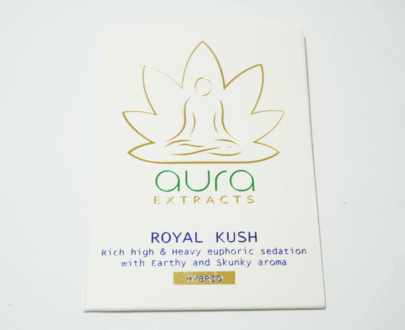 aura
EXTRACTS
ROYAL KUSH
Rich high & Heavy euphoric sedation
with Earthy and Skunky aroma
HYBRID